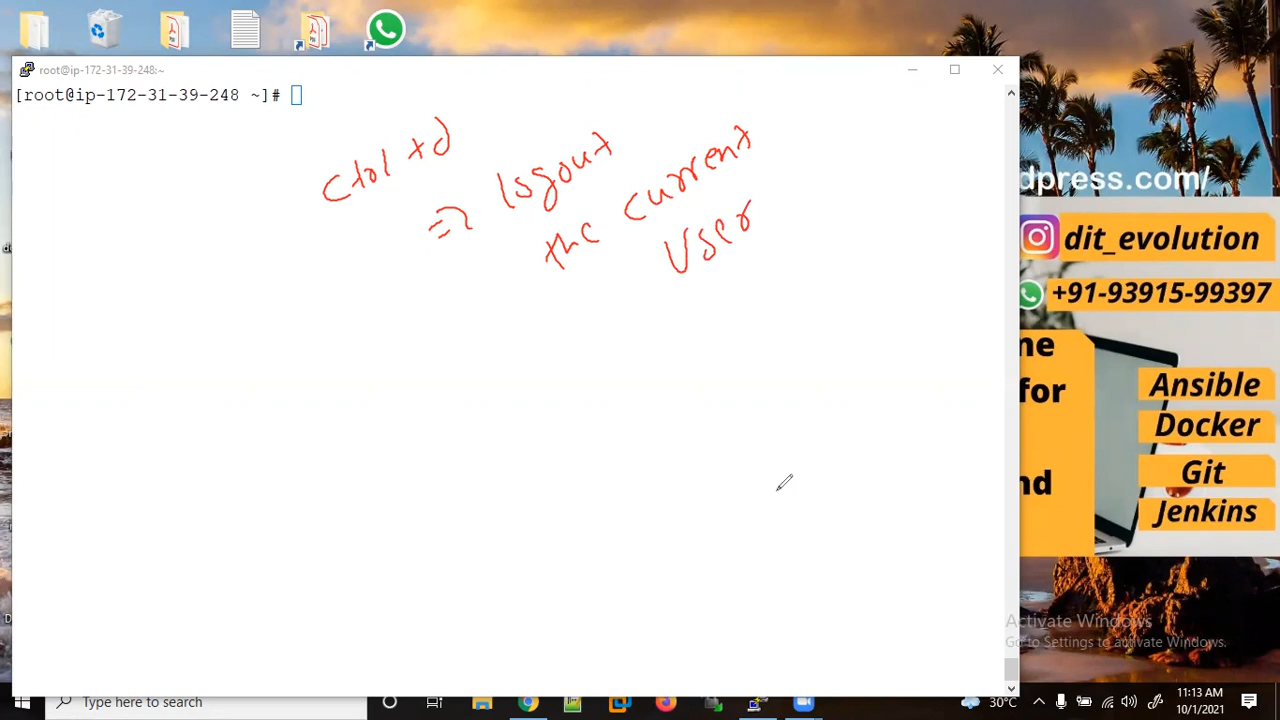 root@ip-172-31-39-248:~
[root@ip-172-31-39-248 ~]#
ctrl + d
=> logout
the current
User
dpress.com/
dit_evolution
+91-93915-99397
ne
for
nd
Ansible
Docker
Git
Jenkins
Activate Windows
Go to Settings to activate Windows.
Type here to search
30°C
11:13 AM
10/1/2021